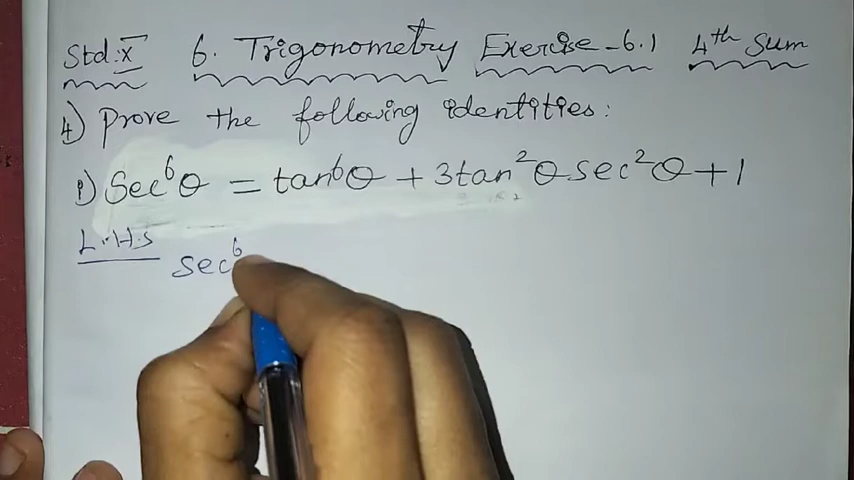 Std:X 6. Trigonometry Exercise-6.1 4th Sum
4) Prove the following identities:
i) Sec⁶θ = tan⁶θ + 3tan²θ sec²θ + 1
L.H.S sec⁶